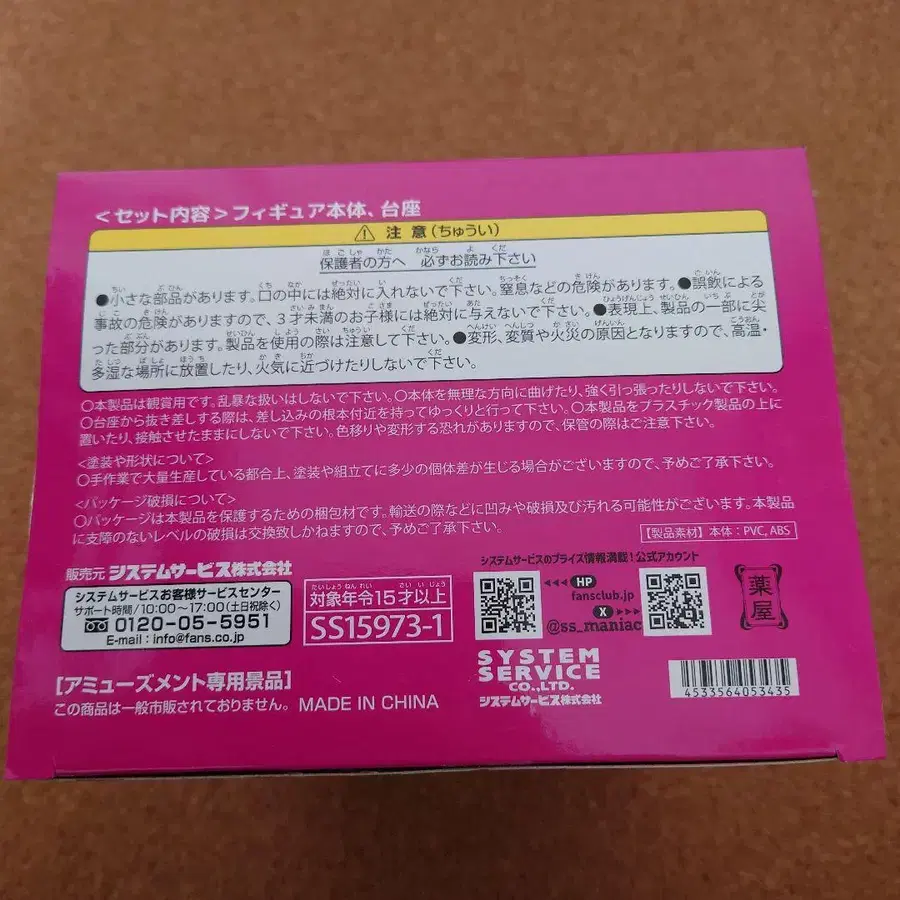 ＜セット内容＞フィギュア本体、台座
注意(ちゅうい)
保護者の方へ 必ずお読み下さい
●小さな部品があります。口の中には絶対に入れないで下さい。窒息などの危険があります。●誤飲による
事故の危険がありますので、3才未満のお子様には絶対に与えないで下さい。●表現上、製品の一部に尖
った部分があります。製品を使用の際は注意して下さい。●変形、変質や火災の原因となりますので、高温・
多湿な場所に放置したり、火気に近づけたりしないで下さい。
○本製品は観賞用です。乱暴な扱いはしないで下さい。○本体を無理な方向に曲げたり、強く引っ張ったりしないで下さい。
○台座から抜き差しする際は、差し込みの根本付近を持ってゆっくりと行って下さい。○本製品をプラスチック製品の上に
置いたり、接触させたままにしないで下さい。色移りや変形する恐れがありますので、保管の際はご注意下さい。
<塗装や形状について>
○手作業で大量生産している都合上、塗装や組立てに多少の個体差が生じる場合がございますので、予めご了承下さい。
<パッケージ破損について>
○パッケージは本製品を保護するための梱包材です。輸送の際などに凹みや破損及び汚れる可能性がございます。本製品
に支障のないレベルの破損は交換致しかねますので、予めご了承下さい。
【製品素材】本体：PVC, ABS
販売元 システムサービス株式会社
システムサービスお客様サービスセンター
サポート時間/10:00〜17:00(土日祝除く)
0120-05-5951
E-mail : info@fans.co.jp
対象年令15才以上
SS15973-1
システムサービスのプライズ情報満載！公式アカウント
HP
fansclub.jp
X
@ss_maniac
薬屋
SYSTEM
SERVICE
CO.,LTD.
システムサービス株式会社
4533564053435
[アミューズメント専用景品]
この商品は一般市販されておりません。 MADE IN CHINA